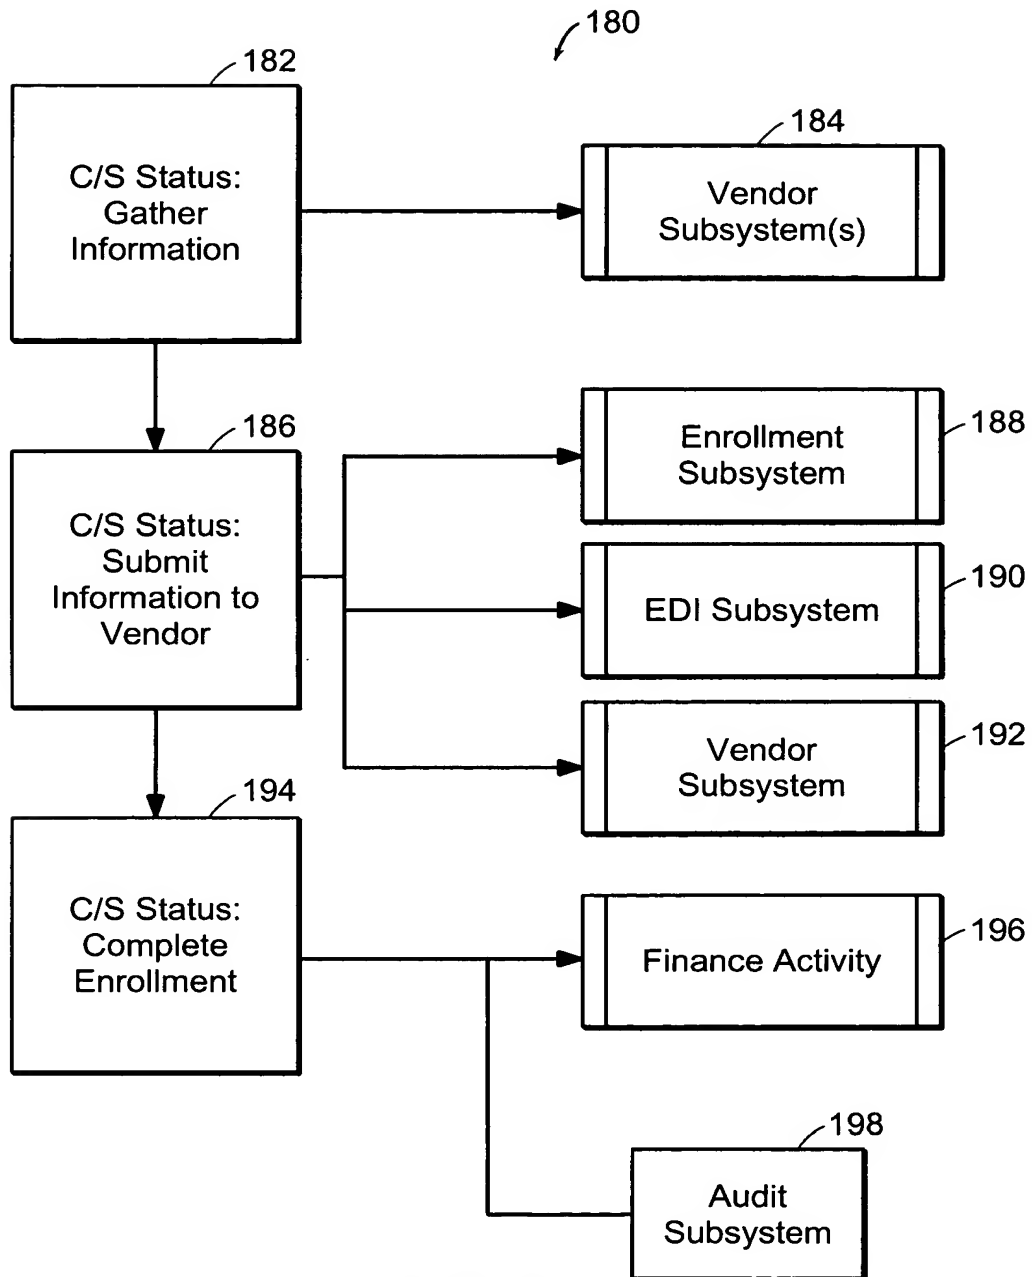 180
182
C/S Status:
Gather
Information
184
Vendor
Subsystem(s)
186
C/S Status:
Submit
Information to
Vendor
188
Enrollment
Subsystem
190
EDI Subsystem
192
Vendor
Subsystem
194
C/S Status:
Complete
Enrollment
196
Finance Activity
198
Audit
Subsystem